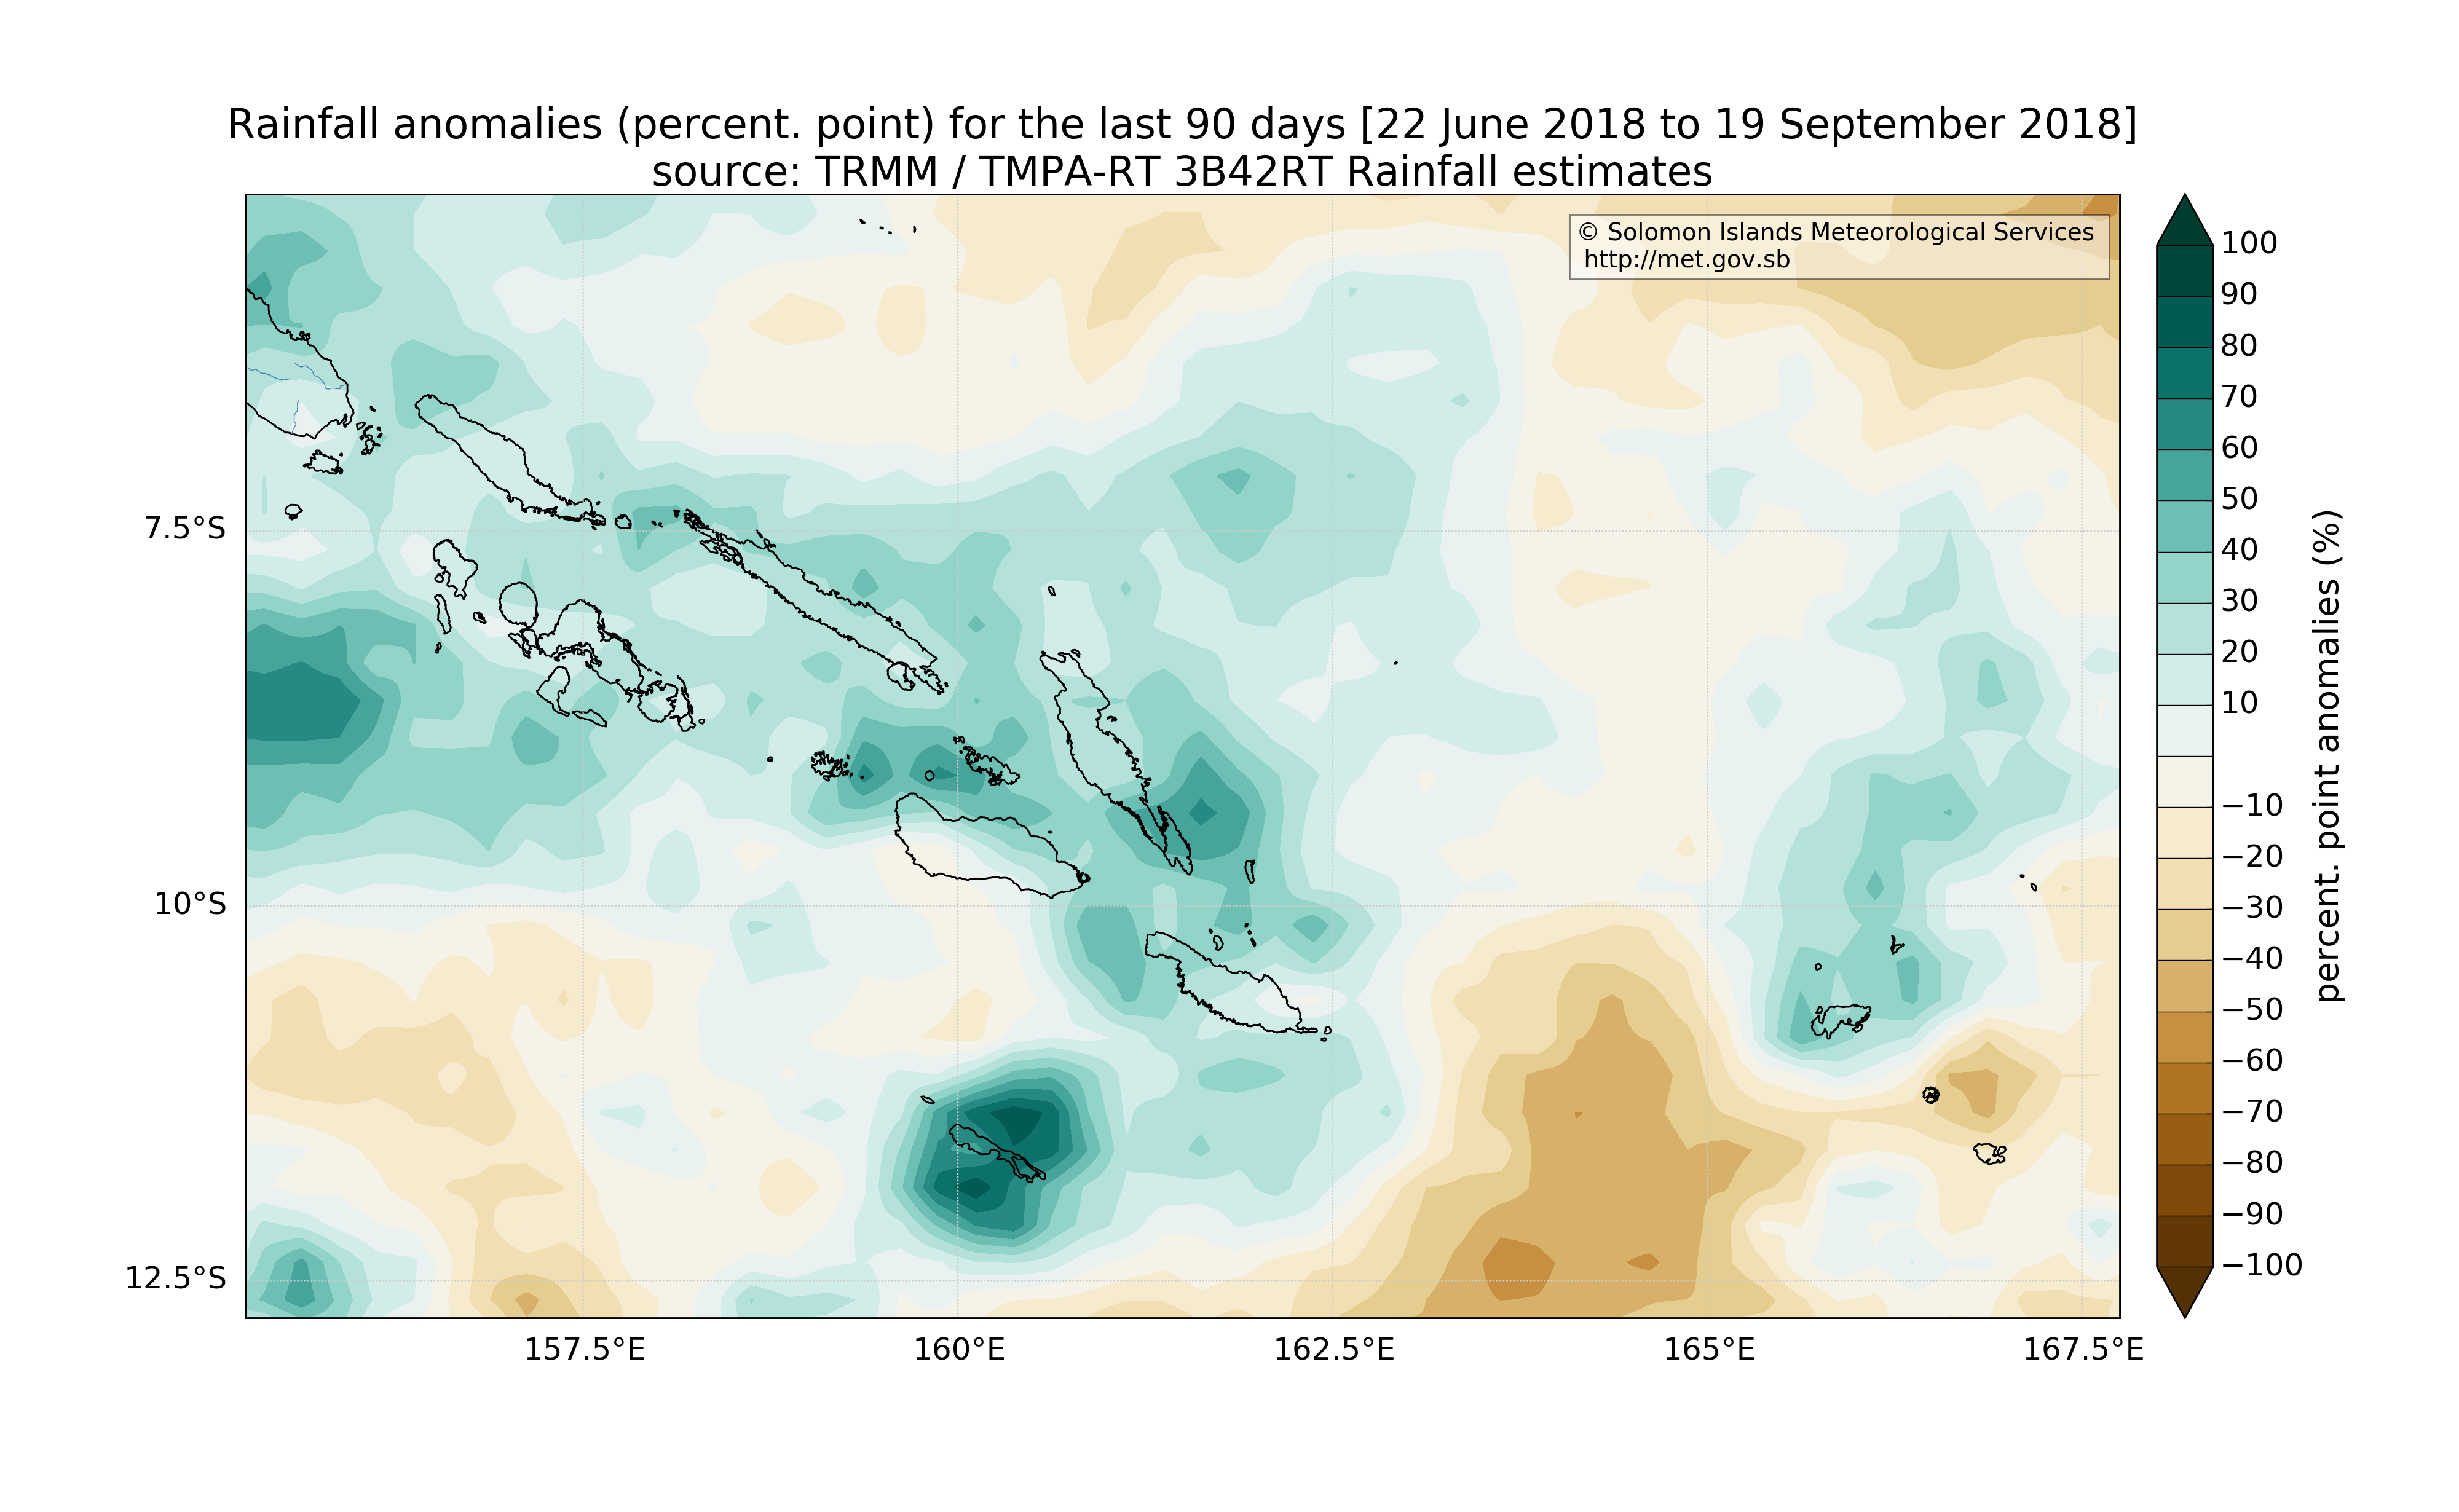 Rainfall anomalies (percent. point) for the last 90 days [22 June 2018 to 19 September 2018]
source: TRMM / TMPA-RT 3B42RT Rainfall estimates
© Solomon Islands Meteorological Services
http://met.gov.sb
7.5°S
10°S
12.5°S
157.5°E
160°E
162.5°E
165°E
167.5°E
100
90
80
70
60
50
40
30
20
10
−10
−20
−30
−40
−50
−60
−70
−80
−90
−100
percent. point anomalies (%)